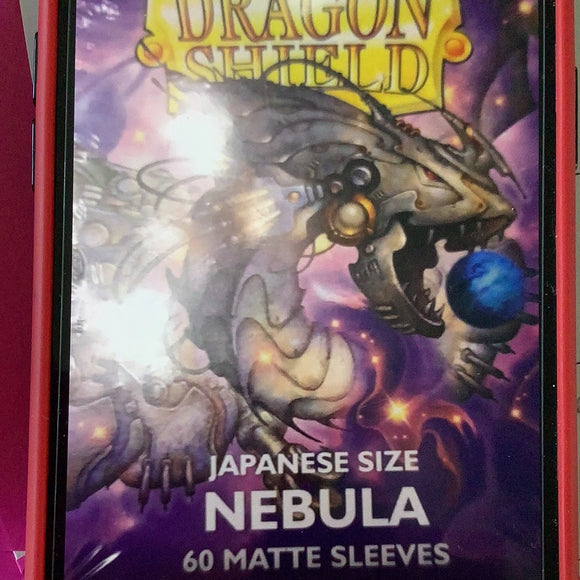 DRAGON
SHIELD
JAPANESE SIZE
NEBULA
60 MATTE SLEEVES